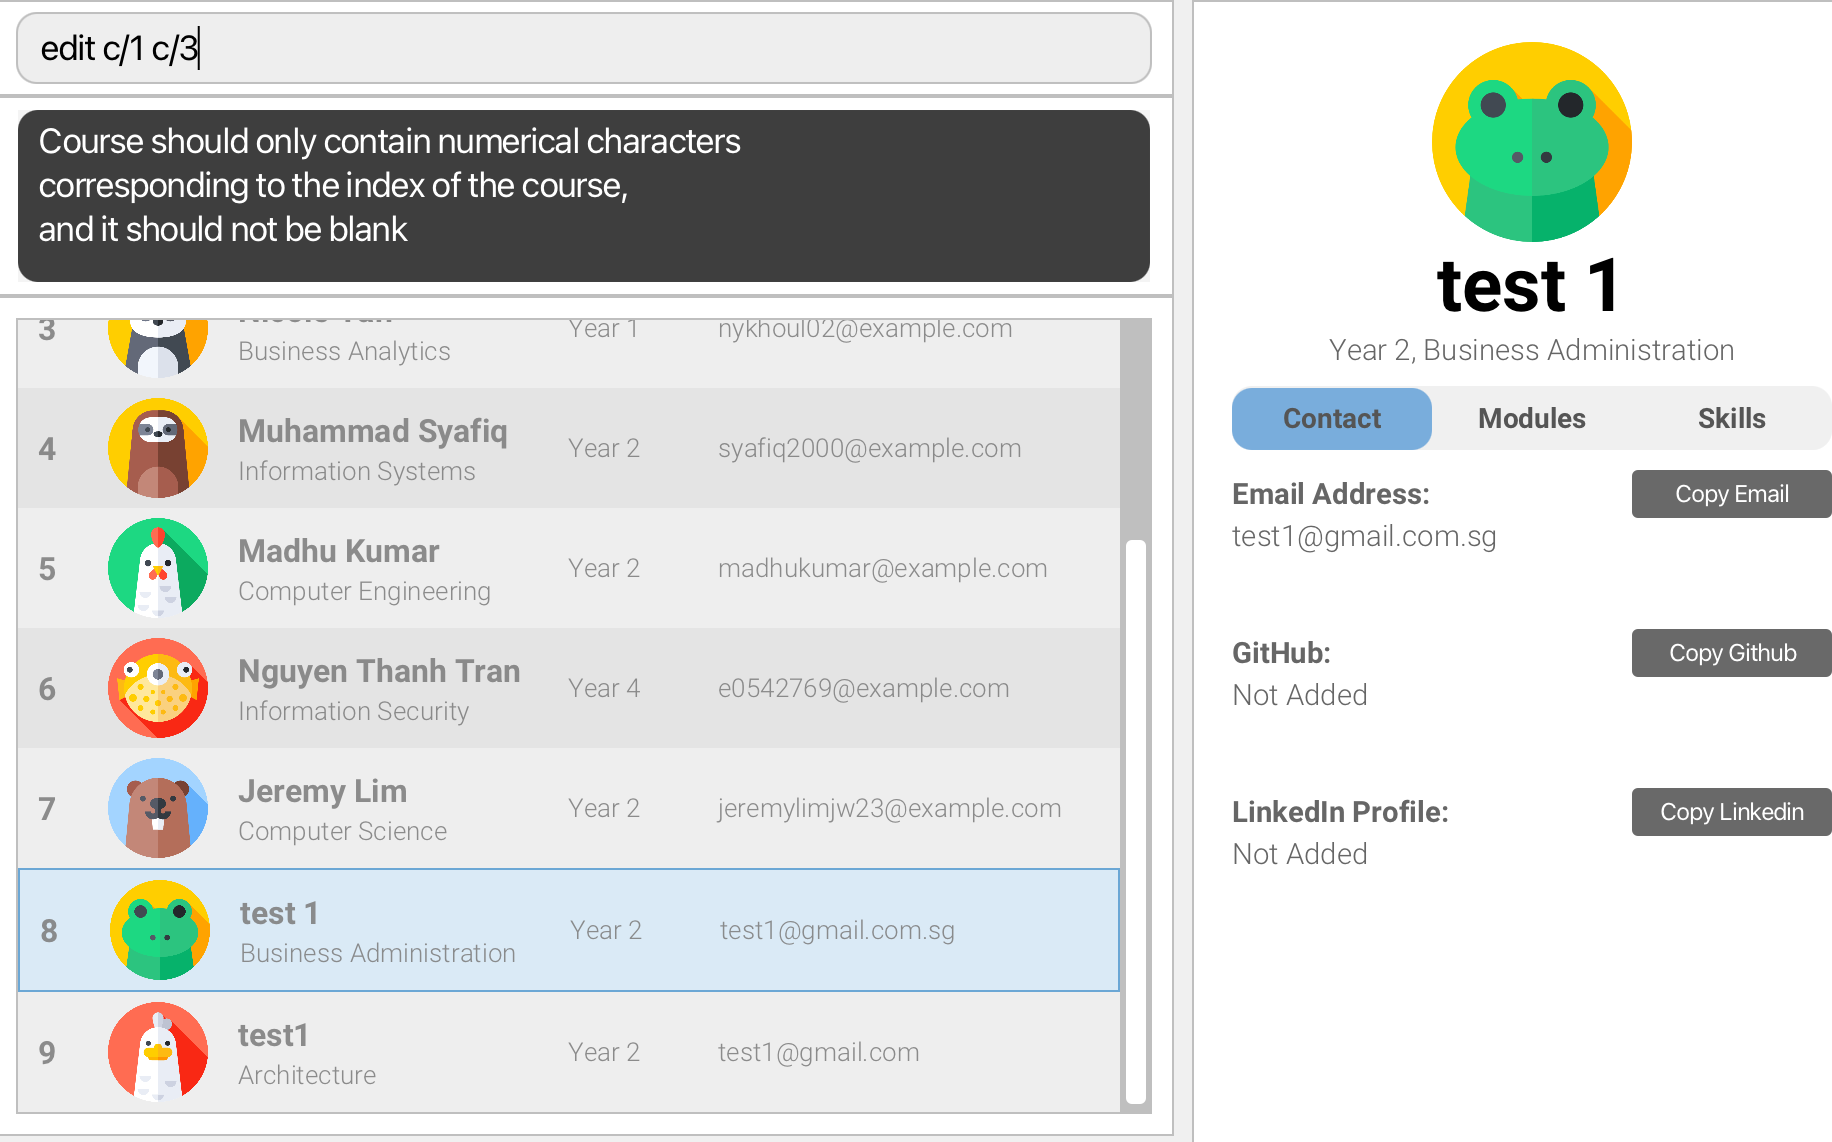 edit c/1 c/3
Course should only contain numerical characters
corresponding to the index of the course,
and it should not be blank
3
Year 1
nykhoul02@example.com
Business Analytics
4
Muhammad Syafiq
Year 2
syafiq2000@example.com
Information Systems
5
Madhu Kumar
Year 2
madhukumar@example.com
Computer Engineering
6
Nguyen Thanh Tran
Year 4
e0542769@example.com
Information Security
7
Jeremy Lim
Year 2
jeremylimjw23@example.com
Computer Science
8
test 1
Year 2
test1@gmail.com.sg
Business Administration
9
test1
Year 2
test1@gmail.com
Architecture
test 1
Year 2, Business Administration
Contact
Modules
Skills
Email Address:
Copy Email
test1@gmail.com.sg
GitHub:
Copy Github
Not Added
LinkedIn Profile:
Copy Linkedin
Not Added